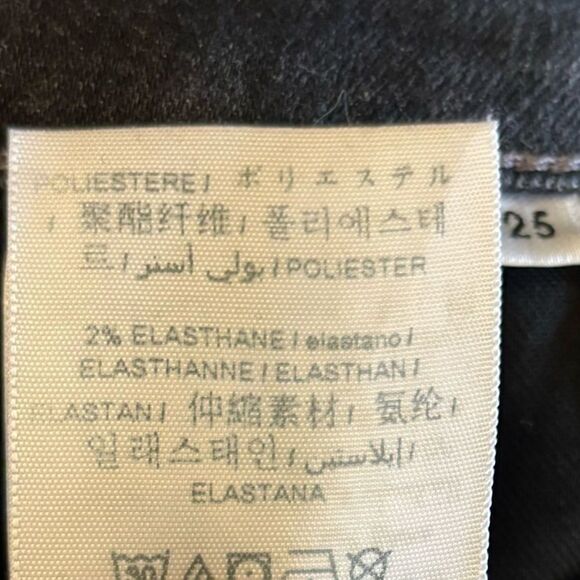 POLIESTERE / ポリエステル
/ 聚酯纤维 / 폴리에스테
르 / بولي أستر / POLIESTER
2% ELASTHANE / elastano /
ELASTHANNE / ELASTHAN /
ELASTAN / 伸縮素材 / 氨纶 /
일래스태인 / إيلاستين /
ELASTANA
30
25